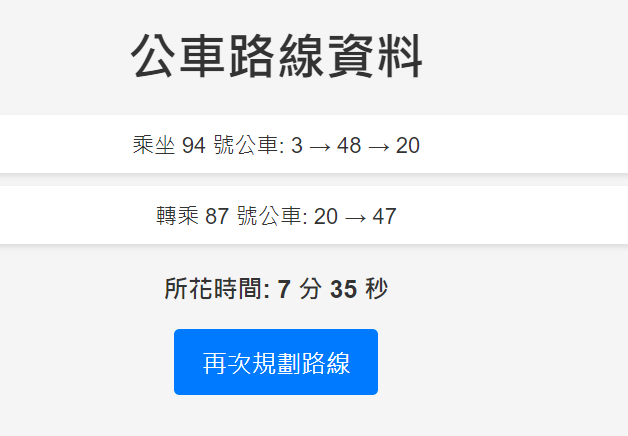 公車路線資料
乘坐 94 號公車: 3 → 48 → 20
轉乘 87 號公車: 20 → 47
所花時間: 7 分 35 秒
再次規劃路線